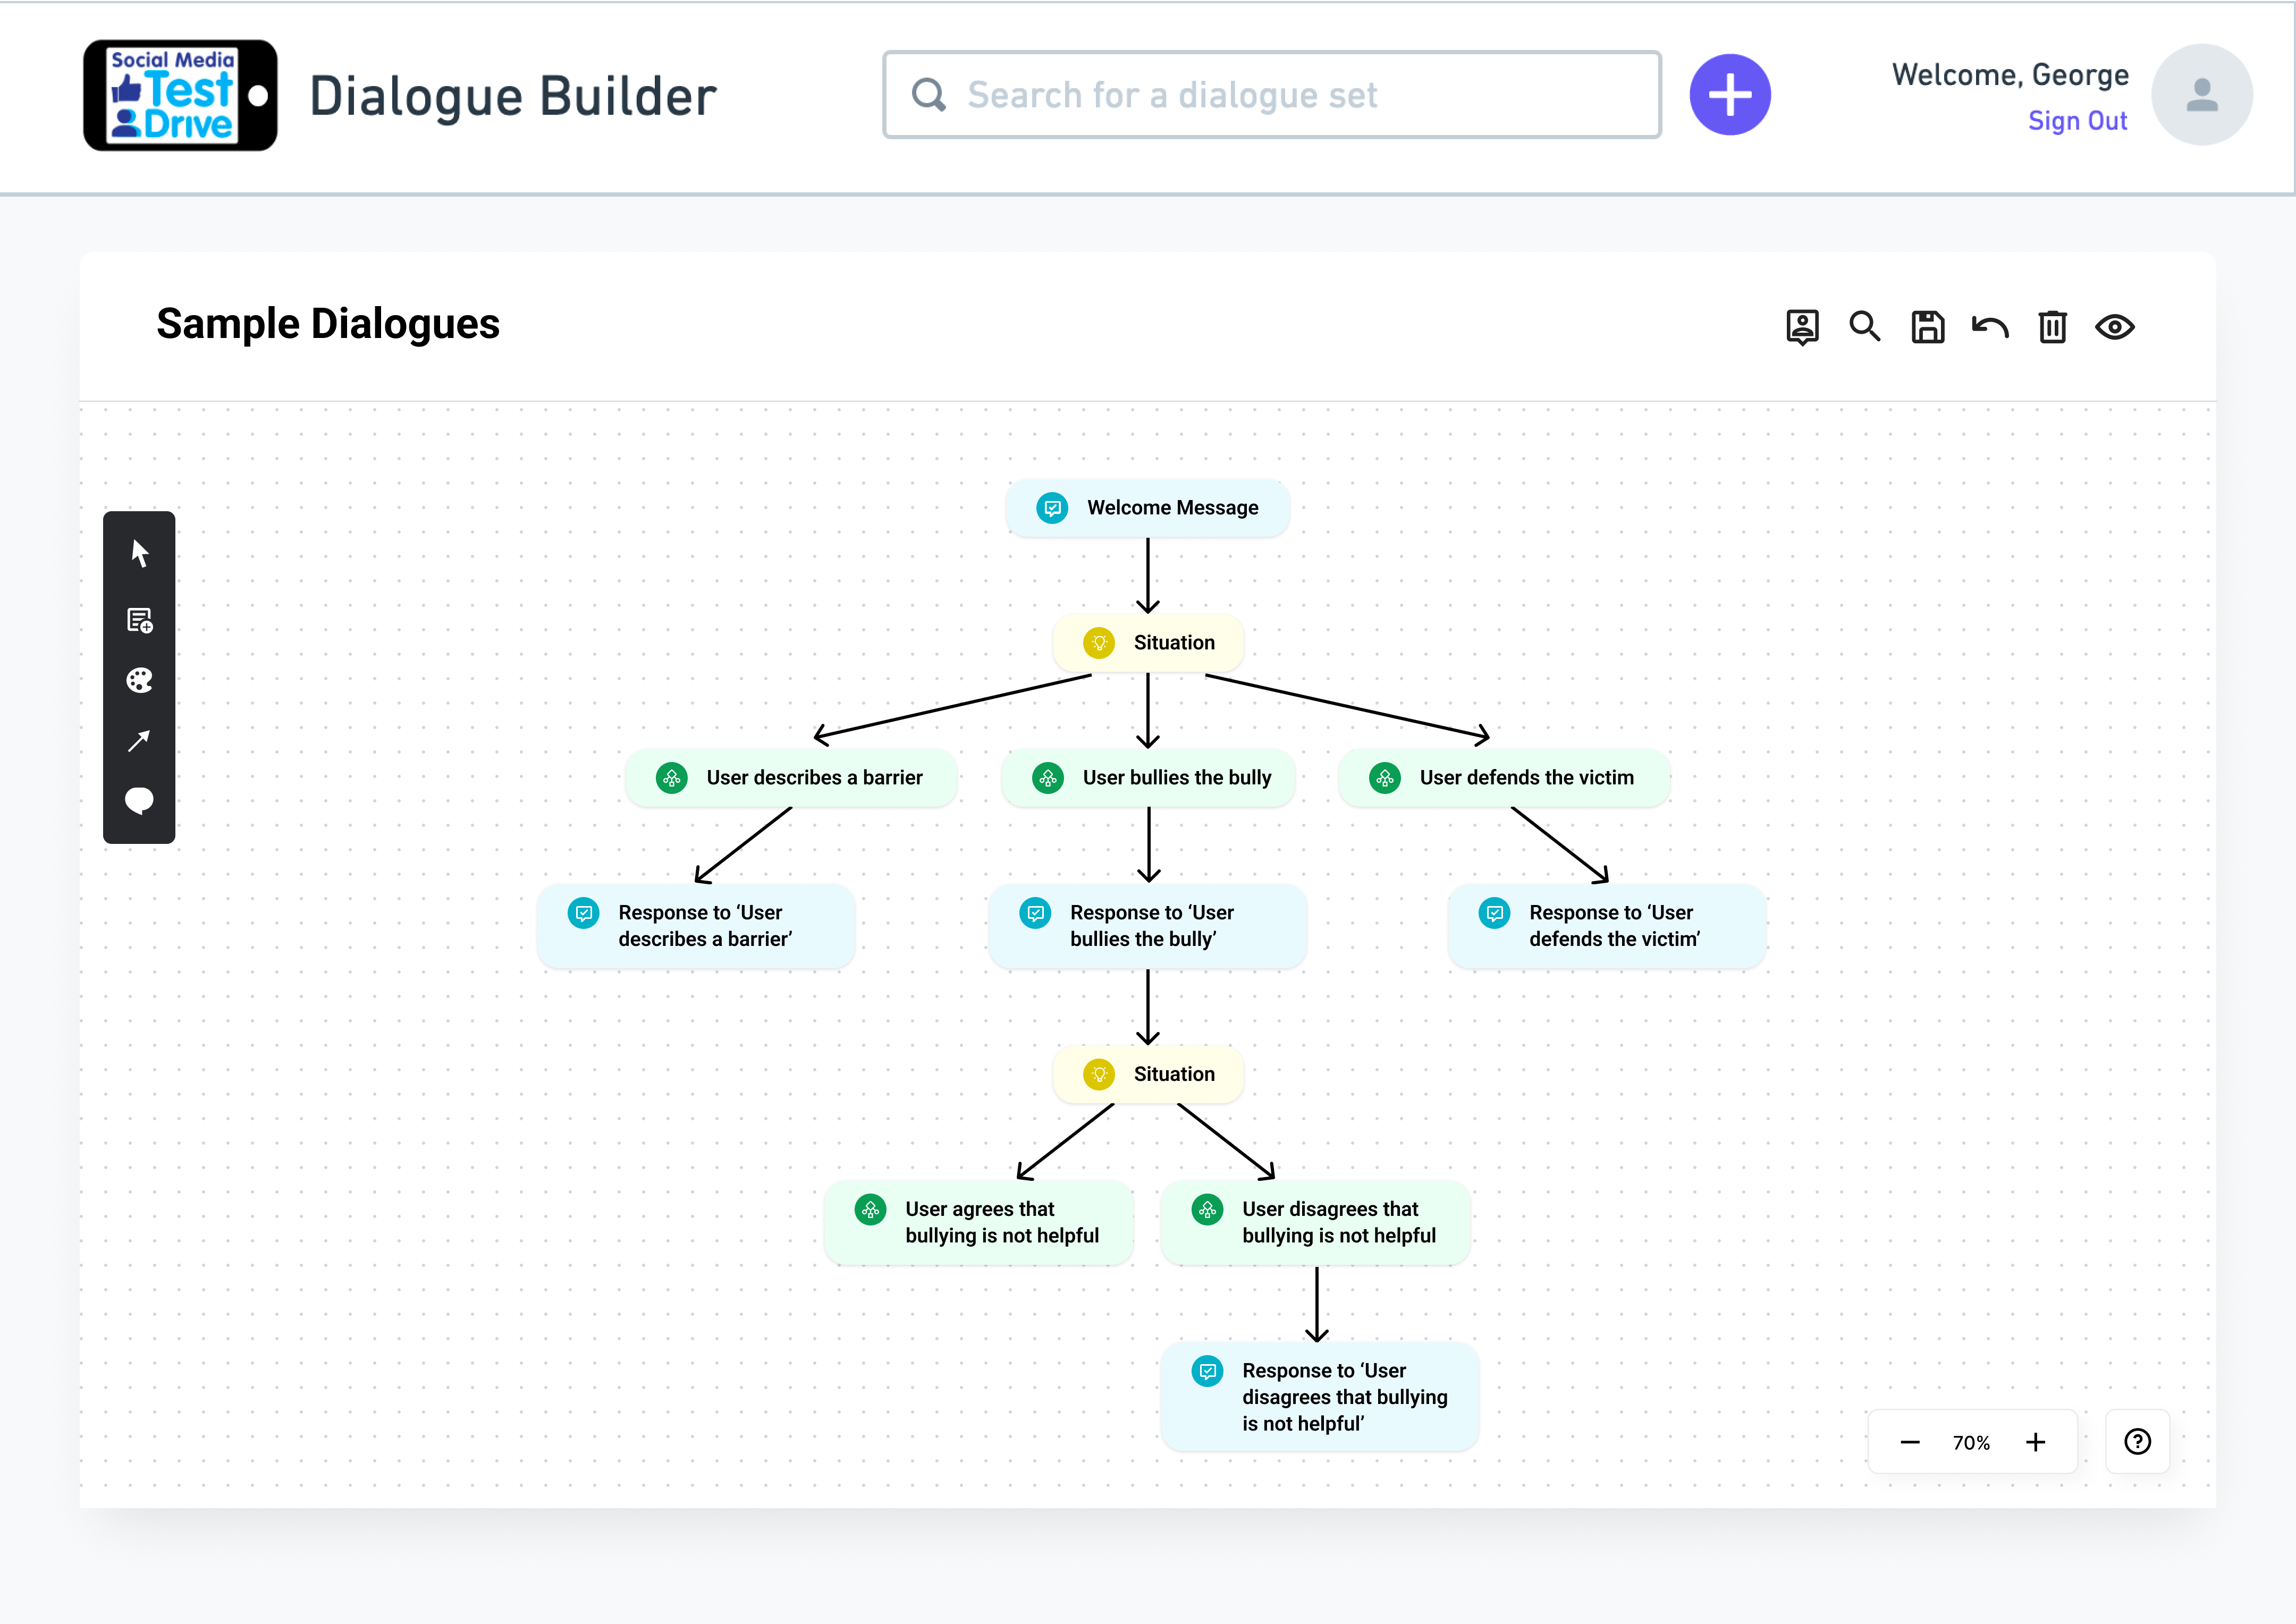 Social Media
Test
Drive
Dialogue Builder
Search for a dialogue set
Welcome, George
Sign Out
Sample Dialogues
Welcome Message
Situation
User describes a barrier
User bullies the bully
User defends the victim
Response to ‘User
describes a barrier’
Response to ‘User
bullies the bully’
Response to ‘User
defends the victim’
Situation
User agrees that
bullying is not helpful
User disagrees that
bullying is not helpful
Response to ‘User
disagrees that bullying
is not helpful’
70%